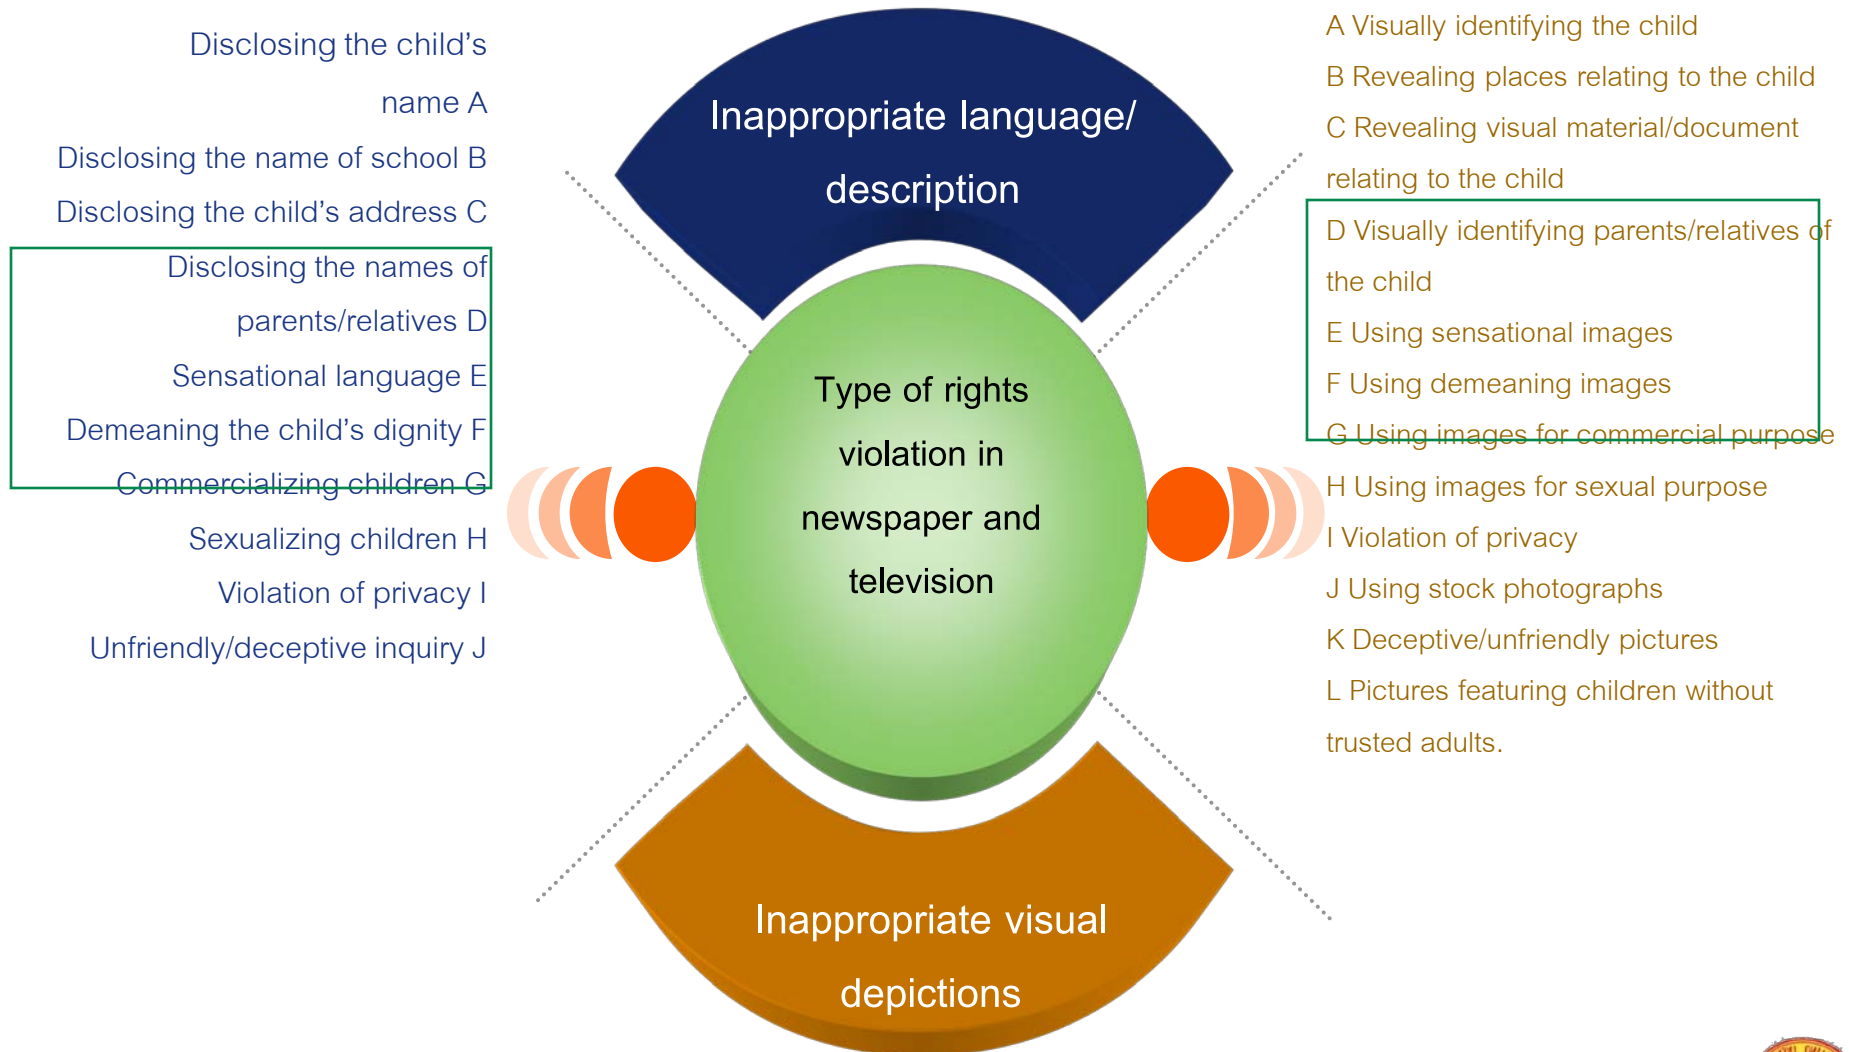 Disclosing the child's
name A
Disclosing the name of school B
Disclosing the child's address C
Disclosing the names of
parents/relatives D
Sensational language E
Demeaning the child's dignity F
Commercializing children G
Sexualizing children H
Violation of privacy I
Unfriendly/deceptive inquiry J
Inappropriate language/
description
Type of rights
violation in
newspaper and
television
Inappropriate visual
depictions
A Visually identifying the child
B Revealing places relating to the child
C Revealing visual material/document
relating to the child
D Visually identifying parents/relatives of
the child
E Using sensational images
F Using demeaning images
G Using images for commercial purpose
H Using images for sexual purpose
I Violation of privacy
J Using stock photographs
K Deceptive/unfriendly pictures
L Pictures featuring children without
trusted adults.